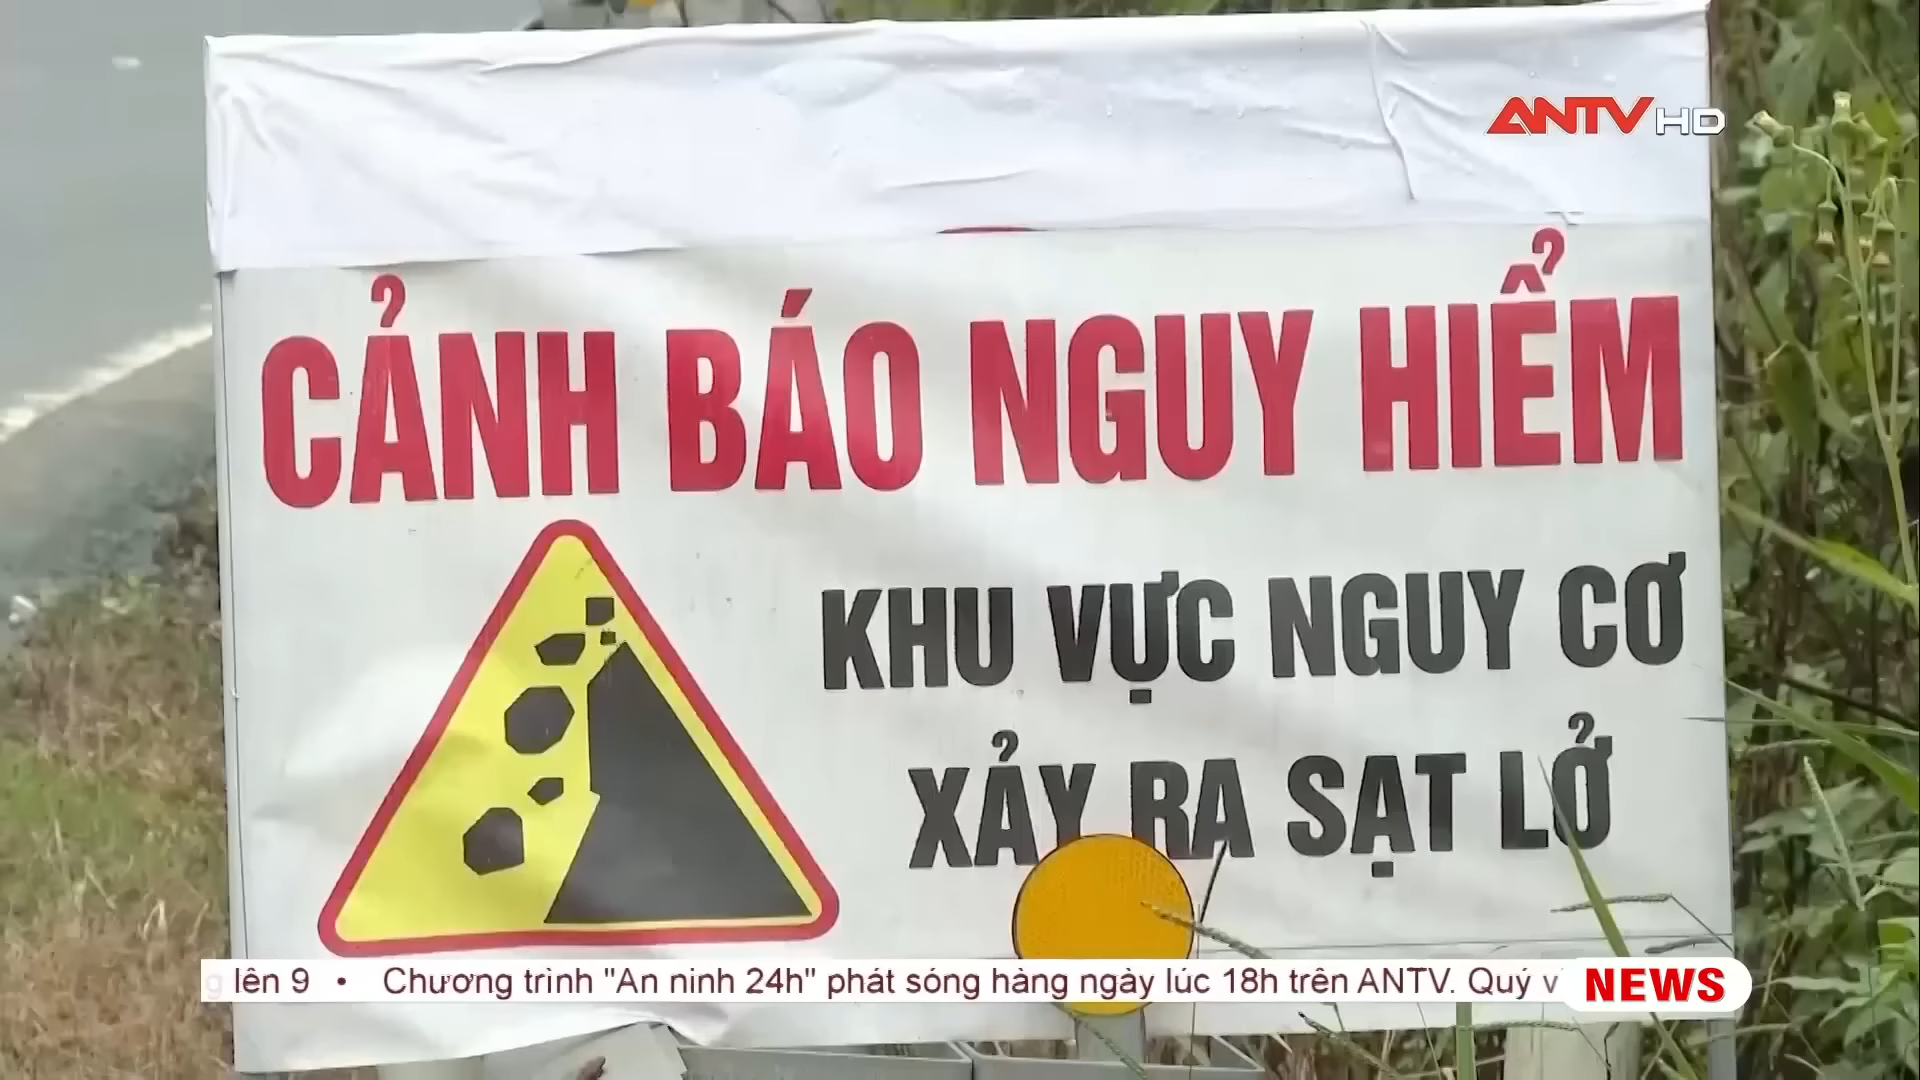 ANTV HD
CẢNH BÁO NGUY HIỂM
KHU VỰC NGUY CƠ
XẢY RA SẠT LỞ
lên 9 • Chương trình "An ninh 24h" phát sóng hàng ngày lúc 18h trên ANTV. Quý
NEWS